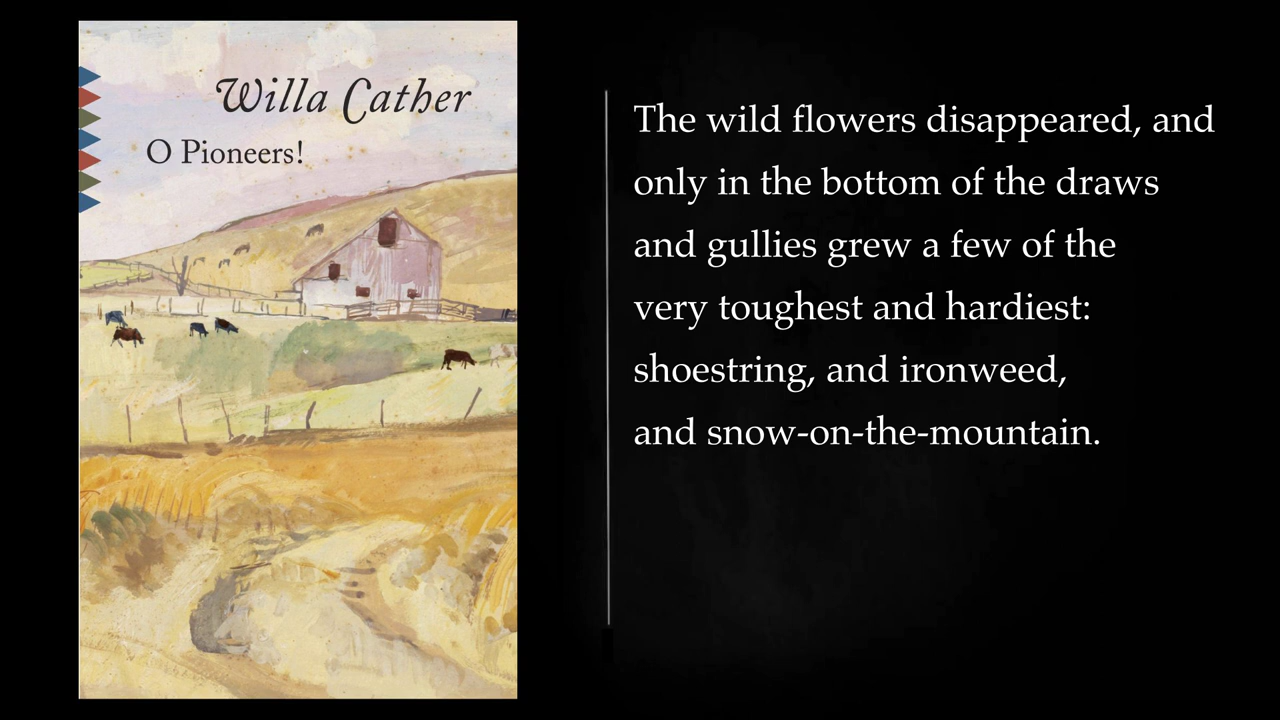 Willa Cather
O Pioneers!
The wild flowers disappeared, and
only in the bottom of the draws
and gullies grew a few of the
very toughest and hardiest:
shoestring, and ironweed,
and snow-on-the-mountain.